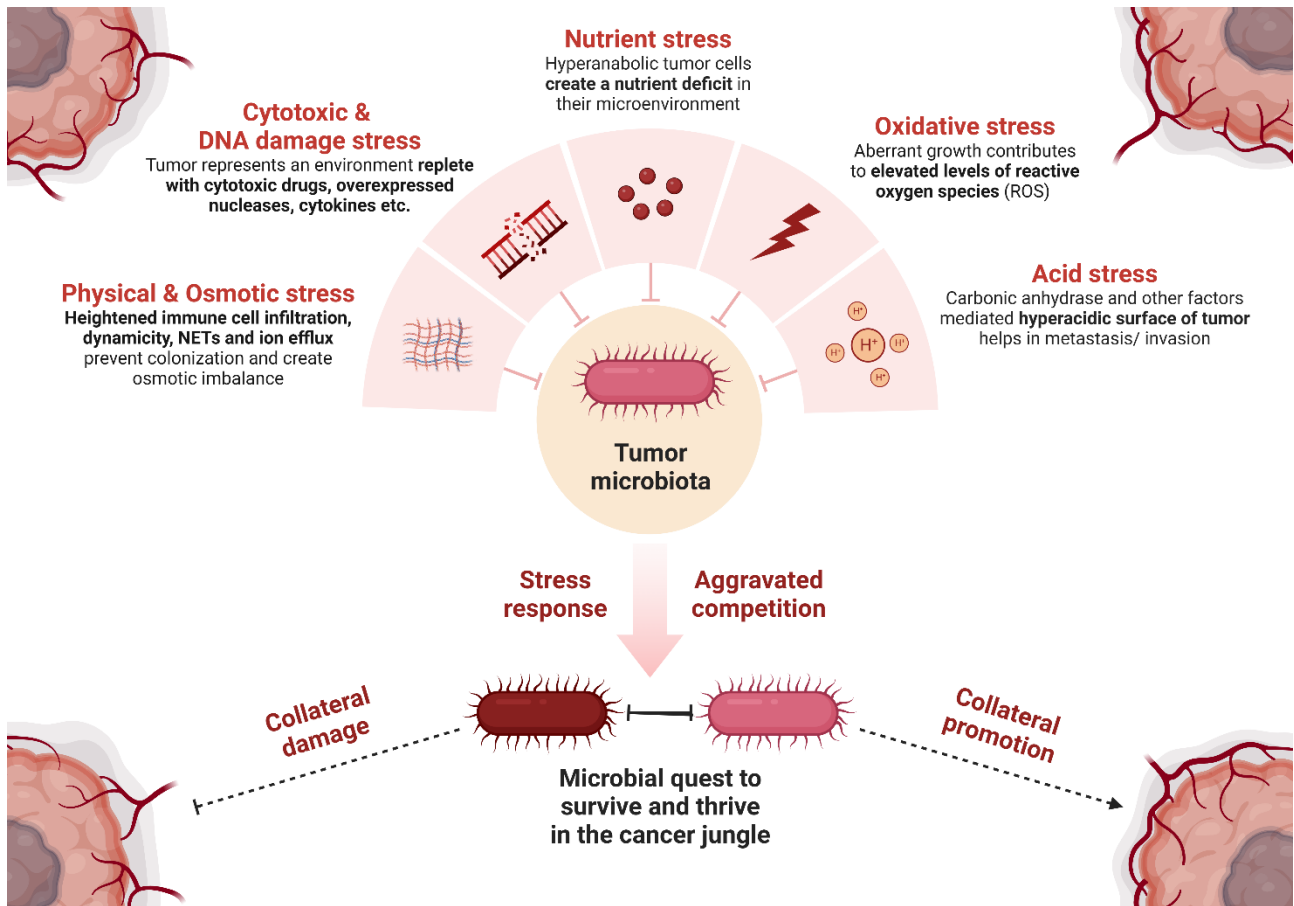 Nutrient stress
Hyperanabolic tumor cells
create a nutrient deficit in
their microenvironment
Cytotoxic &
DNA damage stress
Tumor represents an environment replete
with cytotoxic drugs, overexpressed
nucleases, cytokines etc.
Oxidative stress
Aberrant growth contributes
to elevated levels of reactive
oxygen species (ROS)
Physical & Osmotic stress
Heightened immune cell infiltration,
dynamicity, NETs and ion efflux
prevent colonization and create
osmotic imbalance
Acid stress
Carbonic anhydrase and other factors
mediated hyperacidic surface of tumor
helps in metastasis/ invasion
H⁺
H⁺
H⁺
H⁺
H⁺
Tumor
microbiota
Stress
response
Aggravated
competition
Collateral
damage
Collateral
promotion
Microbial quest to
survive and thrive
in the cancer jungle